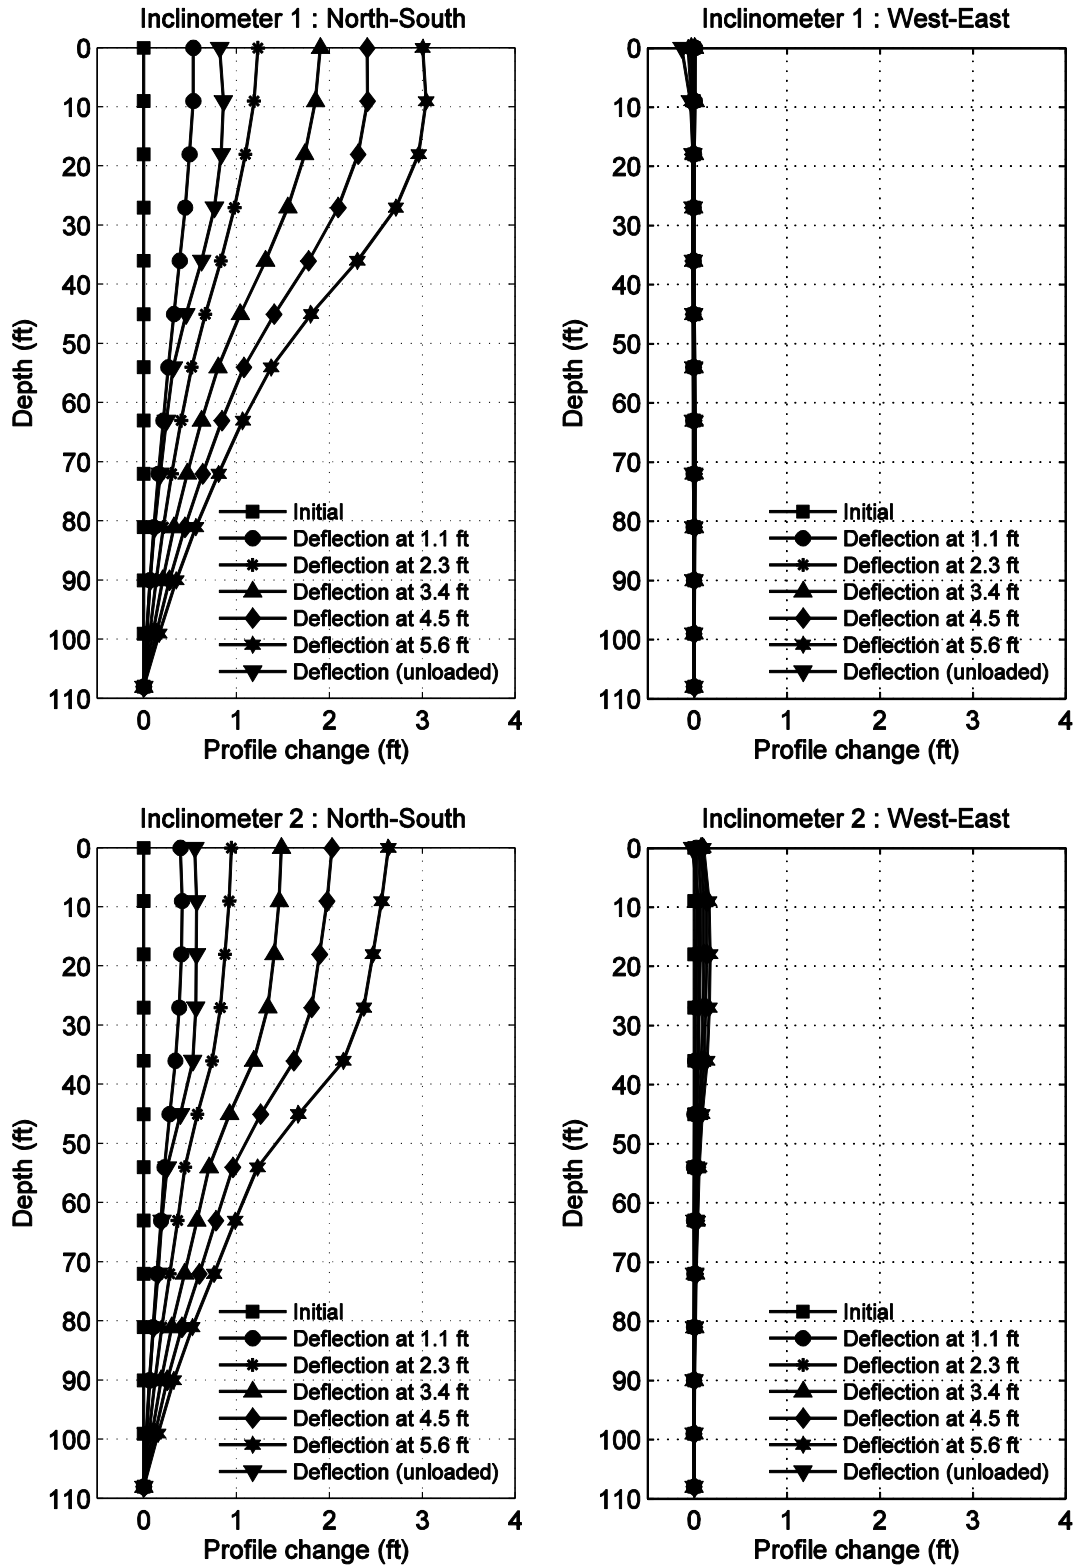 Inclinometer 1 : North-South
0
10
20
30
40
50
60
70
80
90
100
110
Depth (ft)
Initial
Deflection at 1.1 ft
Deflection at 2.3 ft
Deflection at 3.4 ft
Deflection at 4.5 ft
Deflection at 5.6 ft
Deflection (unloaded)
0 1 2 3 4
Profile change (ft)
Inclinometer 1 : West-East
0
10
20
30
40
50
60
70
80
90
100
110
Depth (ft)
Initial
Deflection at 1.1 ft
Deflection at 2.3 ft
Deflection at 3.4 ft
Deflection at 4.5 ft
Deflection at 5.6 ft
Deflection (unloaded)
0 1 2 3 4
Profile change (ft)
Inclinometer 2 : North-South
0
10
20
30
40
50
60
70
80
90
100
110
Depth (ft)
Initial
Deflection at 1.1 ft
Deflection at 2.3 ft
Deflection at 3.4 ft
Deflection at 4.5 ft
Deflection at 5.6 ft
Deflection (unloaded)
0 1 2 3 4
Profile change (ft)
Inclinometer 2 : West-East
0
10
20
30
40
50
60
70
80
90
100
110
Depth (ft)
Initial
Deflection at 1.1 ft
Deflection at 2.3 ft
Deflection at 3.4 ft
Deflection at 4.5 ft
Deflection at 5.6 ft
Deflection (unloaded)
0 1 2 3 4
Profile change (ft)